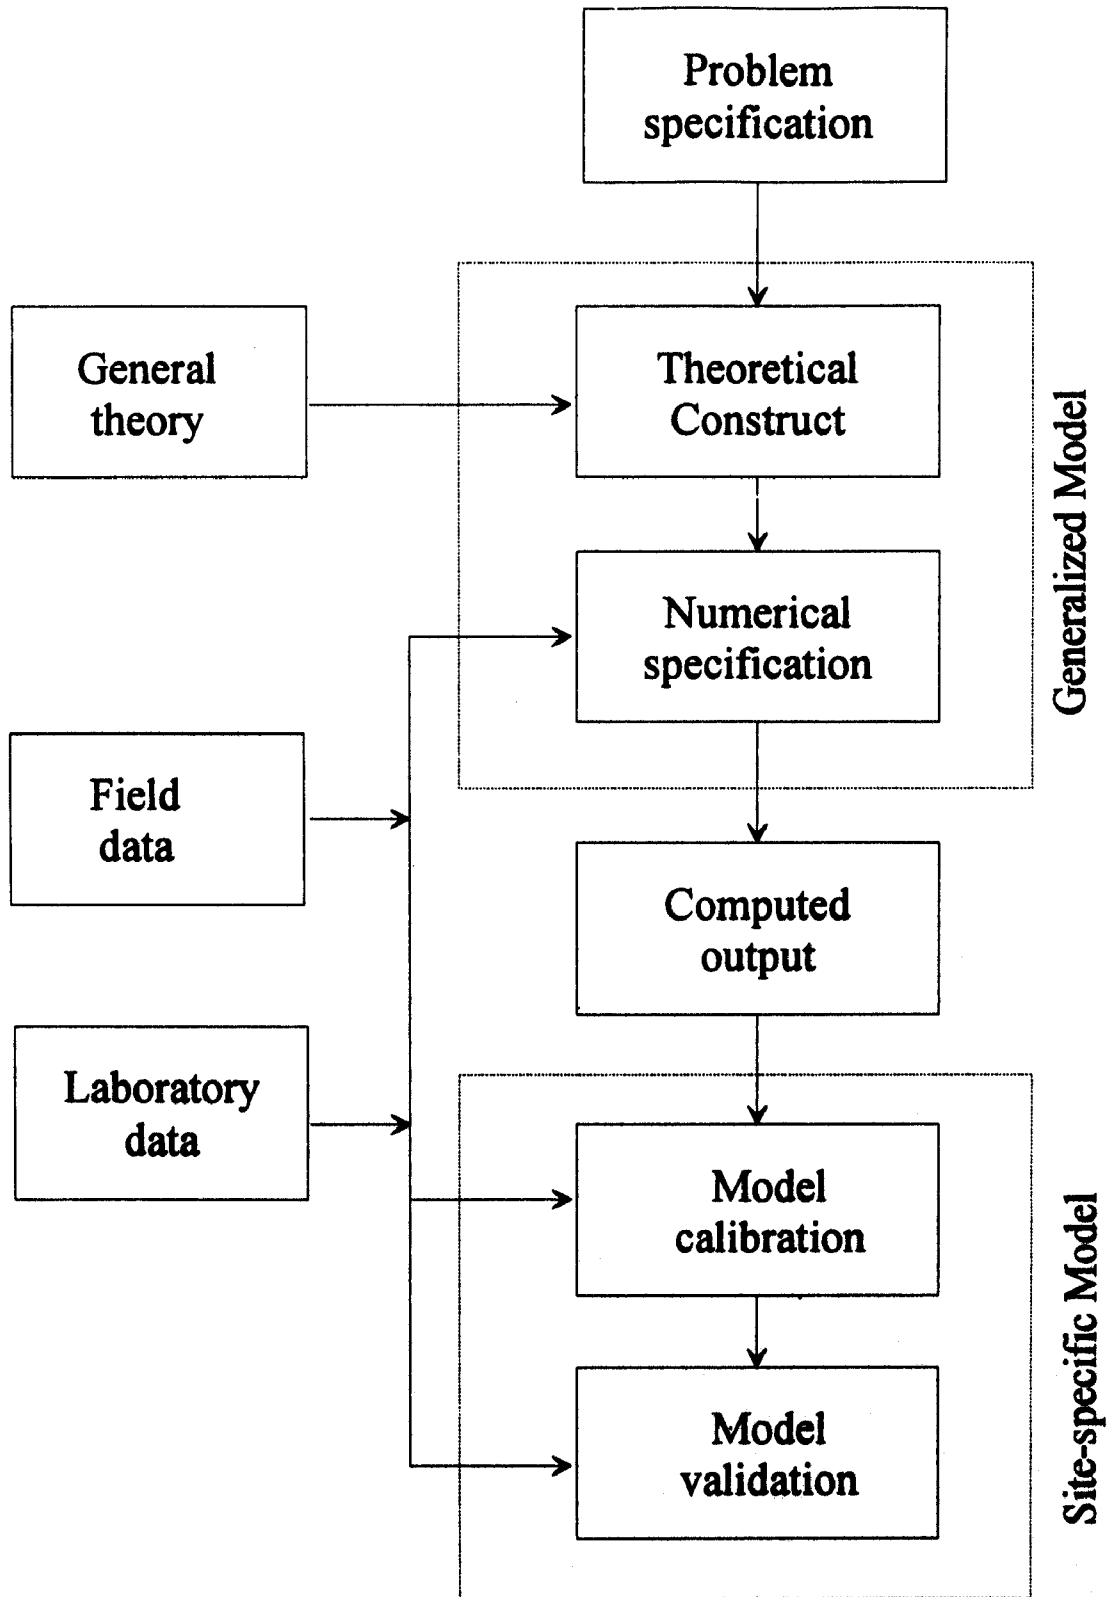 Problem
specification
General
theory
Theoretical
Construct
Generalized Model
Numerical
specification
Field
data
Computed
output
Laboratory
data
Model
calibration
Site-specific Model
Model
validation